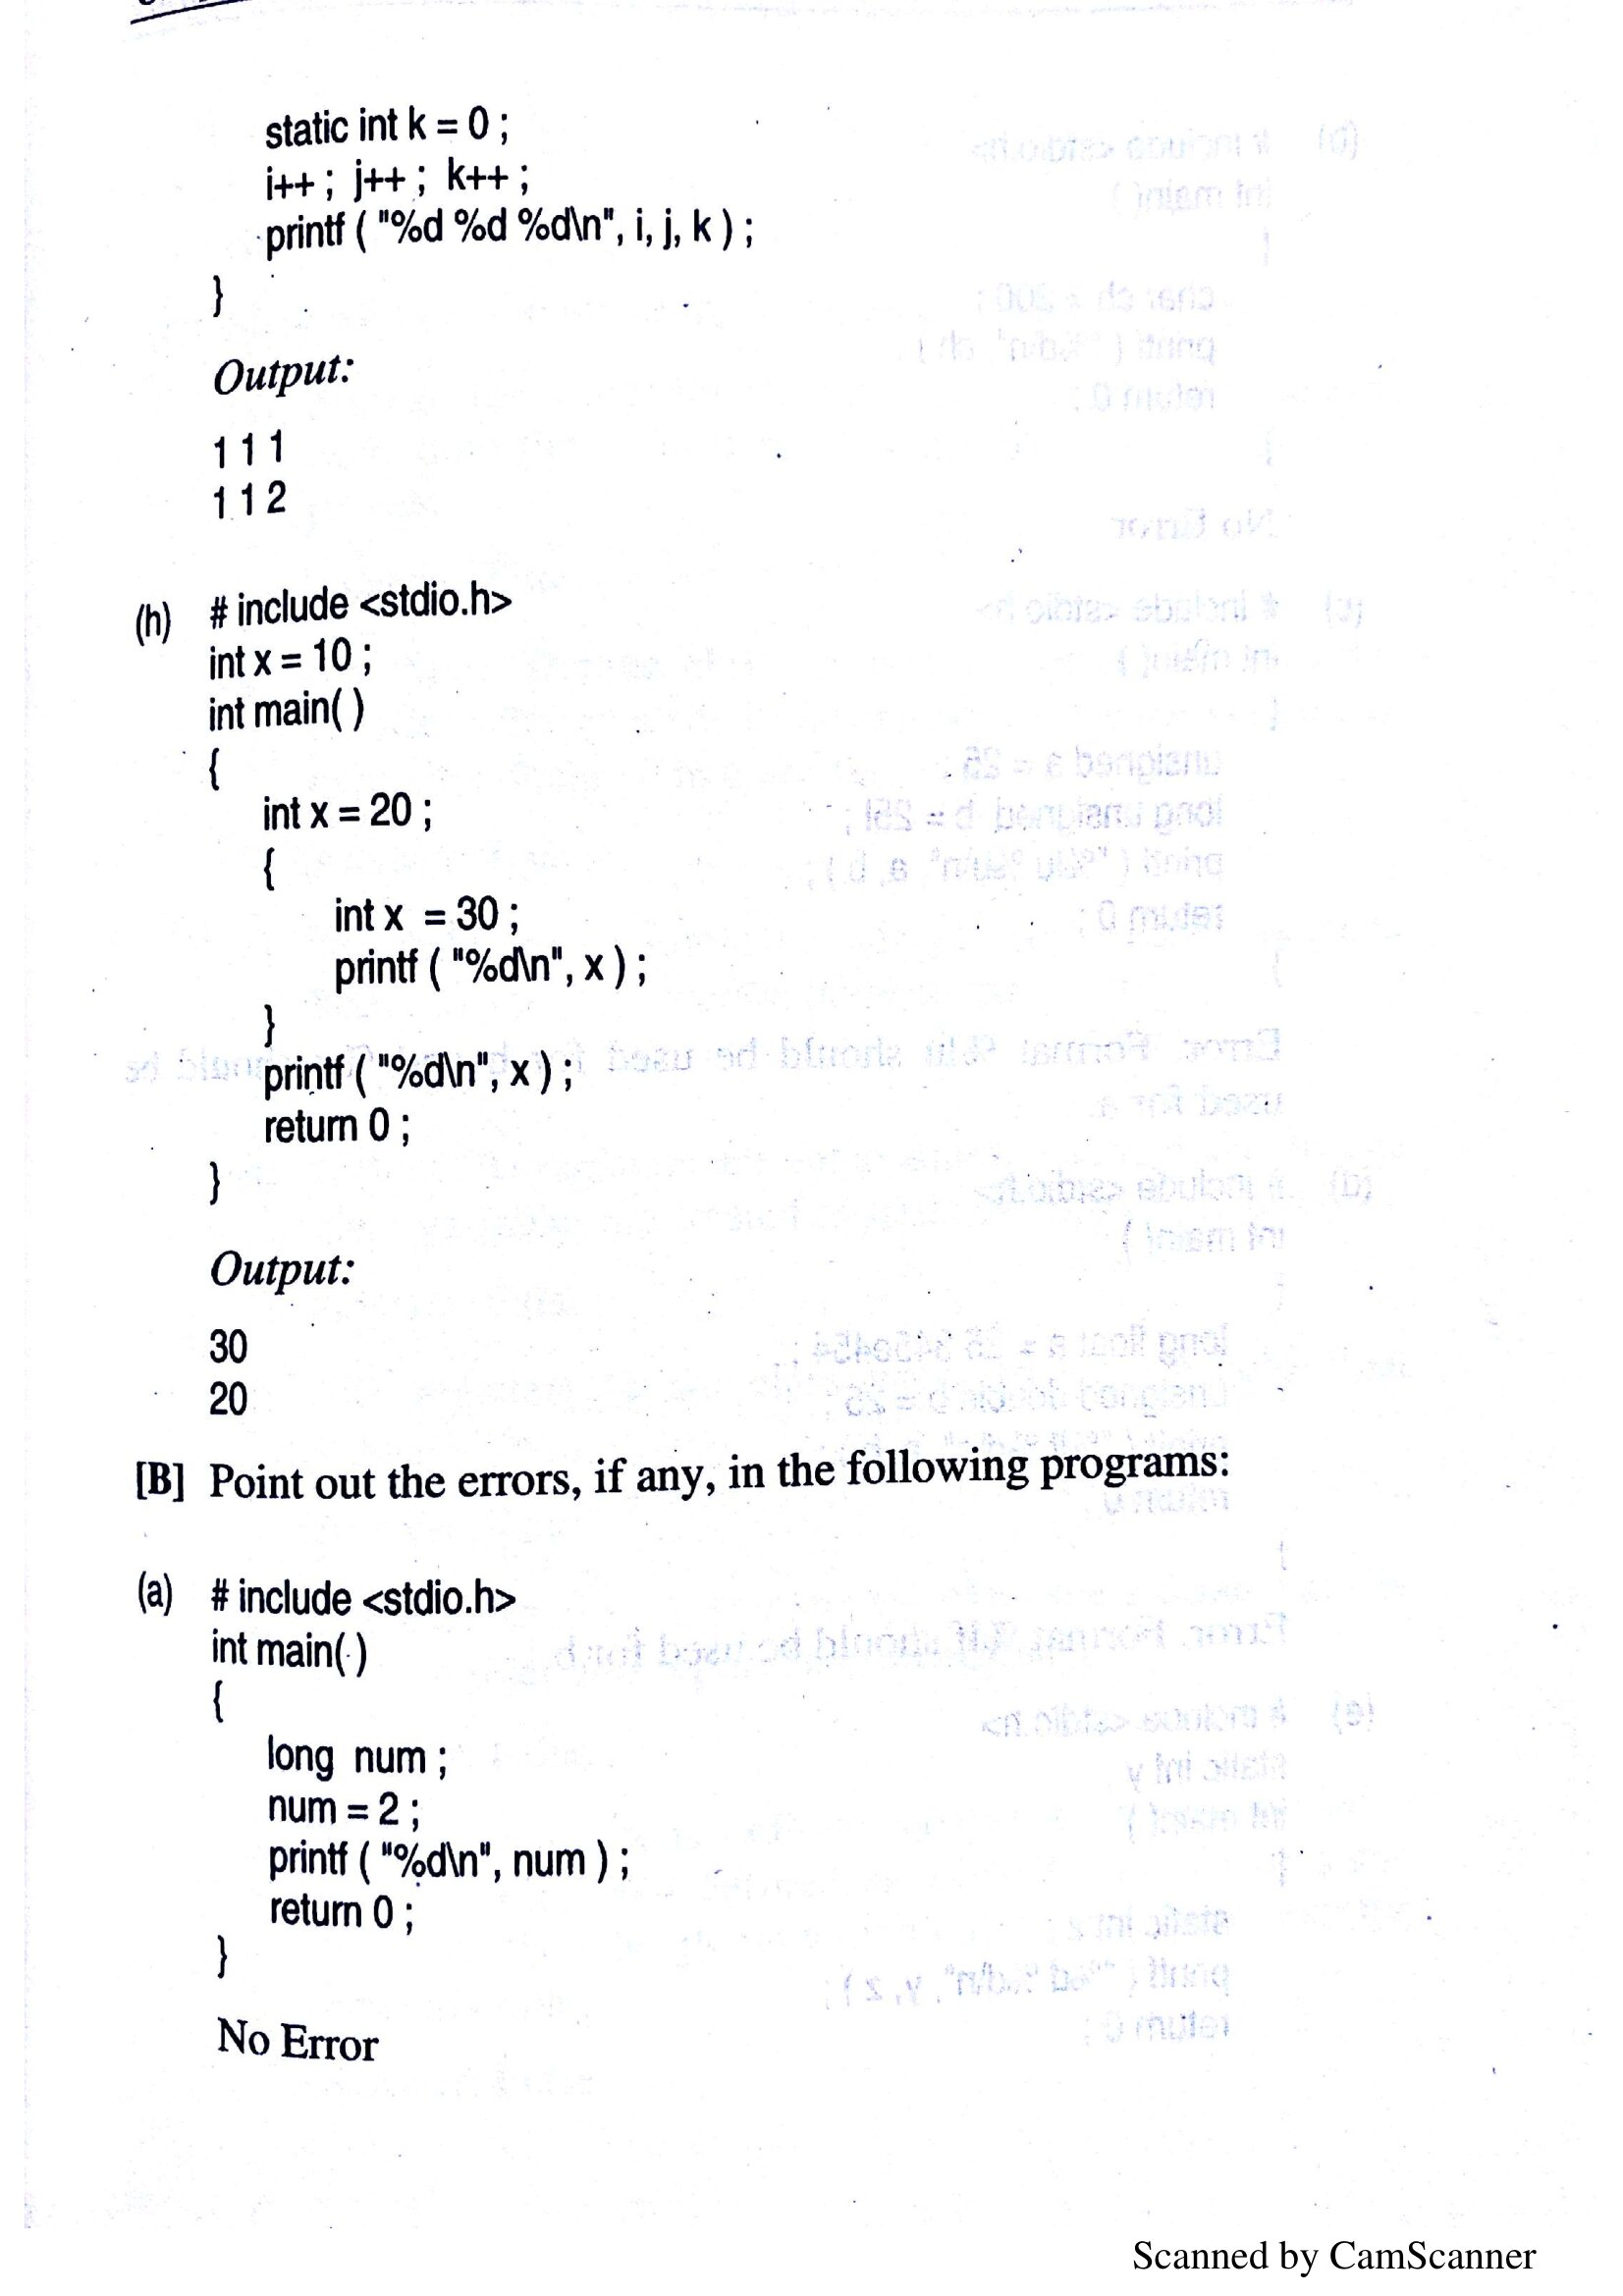 static int k = 0 ;
i++ ; j++ ; k++ ;
printf ( "%d %d %d\n", i, j, k ) ;
}
Output:
1 1 1
1 1 2
(h) # include <stdio.h>
int x = 10 ;
int main( )
{
int x = 20 ;
{
int x = 30 ;
printf ( "%d\n", x ) ;
}
printf ( "%d\n", x ) ;
return 0 ;
}
Output:
30
20
[B] Point out the errors, if any, in the following programs:
(a) # include <stdio.h>
int main( )
{
long num ;
num = 2 ;
printf ( "%d\n", num ) ;
return 0 ;
}
No Error
Scanned by CamScanner